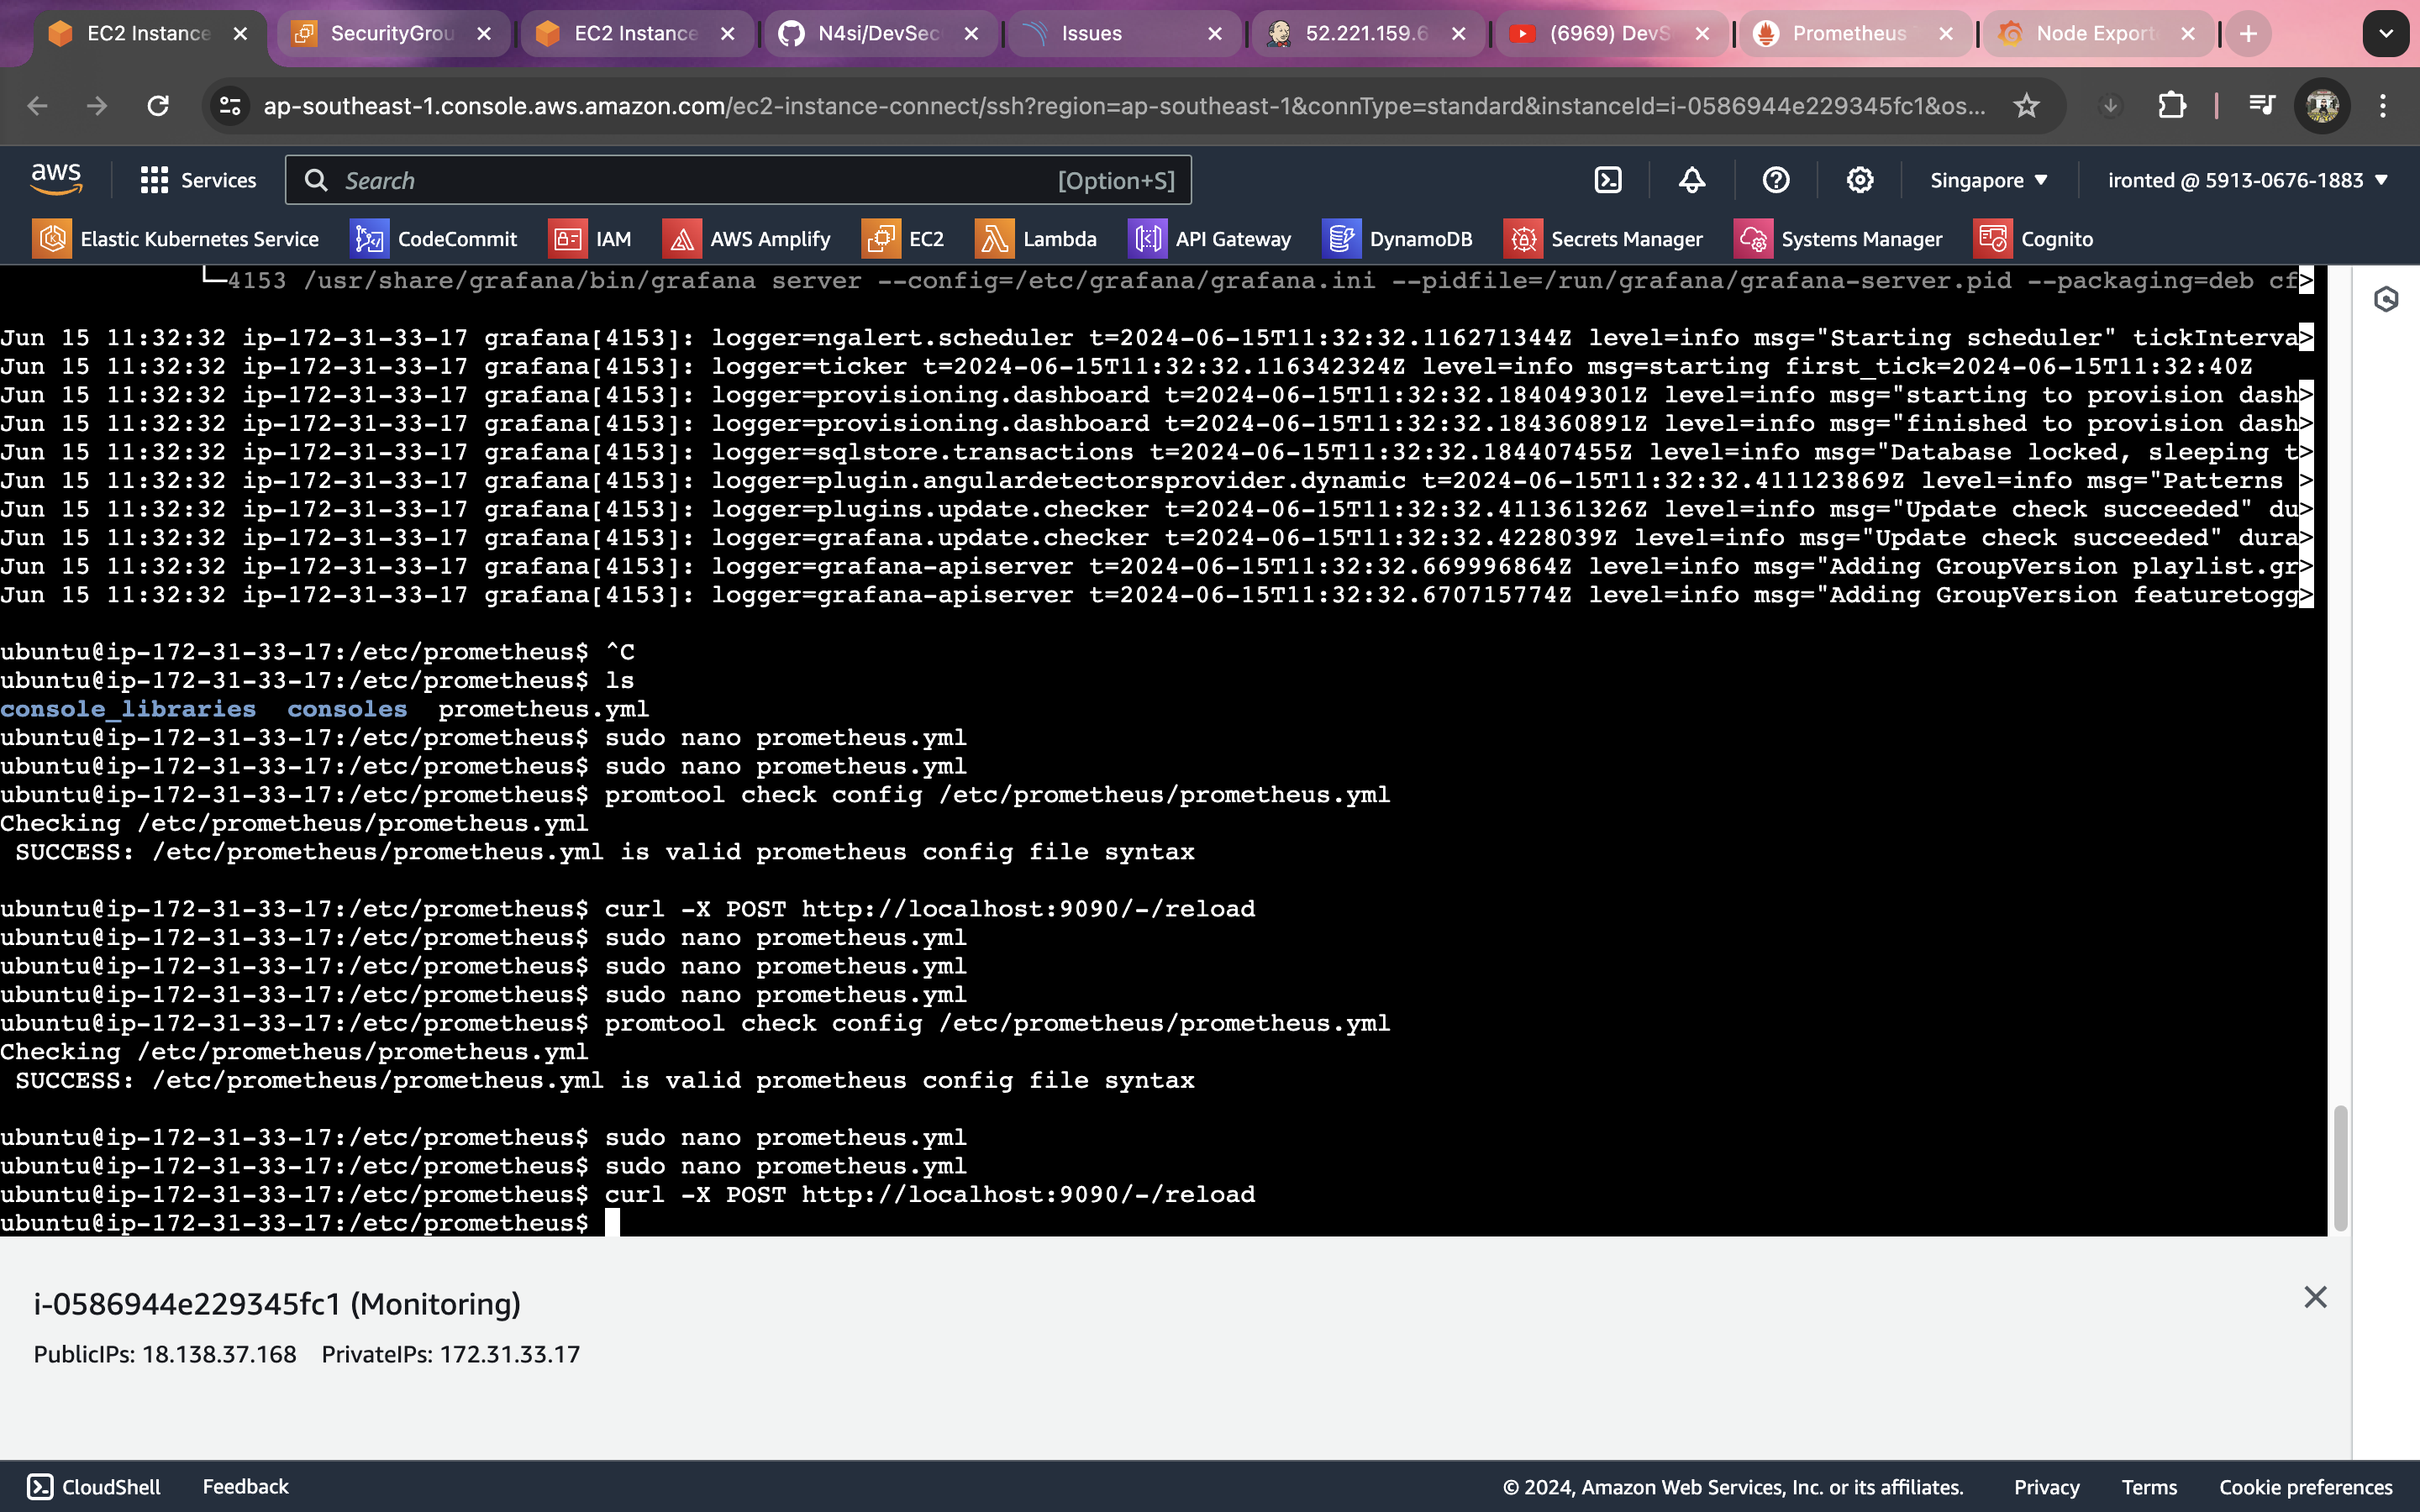 EC2 Instance
SecurityGrou
EC2 Instance
N4si/DevSec
Issues
52.221.159.6
(6969) DevS
Prometheus
Node Export
ap-southeast-1.console.aws.amazon.com/ec2-instance-connect/ssh?region=ap-southeast-1&connType=standard&instanceId=i-0586944e229345fc1&os...
aws
Services
Search
[Option+S]
Singapore
ironted @ 5913-0676-1883
Elastic Kubernetes Service
CodeCommit
IAM
AWS Amplify
EC2
Lambda
API Gateway
DynamoDB
Secrets Manager
Systems Manager
Cognito
└─4153 /usr/share/grafana/bin/grafana server --config=/etc/grafana/grafana.ini --pidfile=/run/grafana/grafana-server.pid --packaging=deb cf>
Jun 15 11:32:32 ip-172-31-33-17 grafana[4153]: logger=ngalert.scheduler t=2024-06-15T11:32:32.116271344Z level=info msg="Starting scheduler" tickInterva>
Jun 15 11:32:32 ip-172-31-33-17 grafana[4153]: logger=ticker t=2024-06-15T11:32:32.116342324Z level=info msg=starting first_tick=2024-06-15T11:32:40Z
Jun 15 11:32:32 ip-172-31-33-17 grafana[4153]: logger=provisioning.dashboard t=2024-06-15T11:32:32.184049301Z level=info msg="starting to provision dash>
Jun 15 11:32:32 ip-172-31-33-17 grafana[4153]: logger=provisioning.dashboard t=2024-06-15T11:32:32.184360891Z level=info msg="finished to provision dash>
Jun 15 11:32:32 ip-172-31-33-17 grafana[4153]: logger=sqlstore.transactions t=2024-06-15T11:32:32.184407455Z level=info msg="Database locked, sleeping t>
Jun 15 11:32:32 ip-172-31-33-17 grafana[4153]: logger=plugin.angulardetectorsprovider.dynamic t=2024-06-15T11:32:32.411123869Z level=info msg="Patterns >
Jun 15 11:32:32 ip-172-31-33-17 grafana[4153]: logger=plugins.update.checker t=2024-06-15T11:32:32.411361326Z level=info msg="Update check succeeded" du>
Jun 15 11:32:32 ip-172-31-33-17 grafana[4153]: logger=grafana.update.checker t=2024-06-15T11:32:32.4228039Z level=info msg="Update check succeeded" dura>
Jun 15 11:32:32 ip-172-31-33-17 grafana[4153]: logger=grafana-apiserver t=2024-06-15T11:32:32.669996864Z level=info msg="Adding GroupVersion playlist.gr>
Jun 15 11:32:32 ip-172-31-33-17 grafana[4153]: logger=grafana-apiserver t=2024-06-15T11:32:32.670715774Z level=info msg="Adding GroupVersion featuretogg>
ubuntu@ip-172-31-33-17:/etc/prometheus$ ^C
ubuntu@ip-172-31-33-17:/etc/prometheus$ ls
console_libraries  consoles  prometheus.yml
ubuntu@ip-172-31-33-17:/etc/prometheus$ sudo nano prometheus.yml
ubuntu@ip-172-31-33-17:/etc/prometheus$ sudo nano prometheus.yml
ubuntu@ip-172-31-33-17:/etc/prometheus$ promtool check config /etc/prometheus/prometheus.yml
Checking /etc/prometheus/prometheus.yml
SUCCESS: /etc/prometheus/prometheus.yml is valid prometheus config file syntax
ubuntu@ip-172-31-33-17:/etc/prometheus$ curl -X POST http://localhost:9090/-/reload
ubuntu@ip-172-31-33-17:/etc/prometheus$ sudo nano prometheus.yml
ubuntu@ip-172-31-33-17:/etc/prometheus$ sudo nano prometheus.yml
ubuntu@ip-172-31-33-17:/etc/prometheus$ sudo nano prometheus.yml
ubuntu@ip-172-31-33-17:/etc/prometheus$ promtool check config /etc/prometheus/prometheus.yml
Checking /etc/prometheus/prometheus.yml
SUCCESS: /etc/prometheus/prometheus.yml is valid prometheus config file syntax
ubuntu@ip-172-31-33-17:/etc/prometheus$ sudo nano prometheus.yml
ubuntu@ip-172-31-33-17:/etc/prometheus$ sudo nano prometheus.yml
ubuntu@ip-172-31-33-17:/etc/prometheus$ curl -X POST http://localhost:9090/-/reload
ubuntu@ip-172-31-33-17:/etc/prometheus$
i-0586944e229345fc1 (Monitoring)
PublicIPs: 18.138.37.168 PrivateIPs: 172.31.33.17
CloudShell
Feedback
© 2024, Amazon Web Services, Inc. or its affiliates.
Privacy
Terms
Cookie preferences